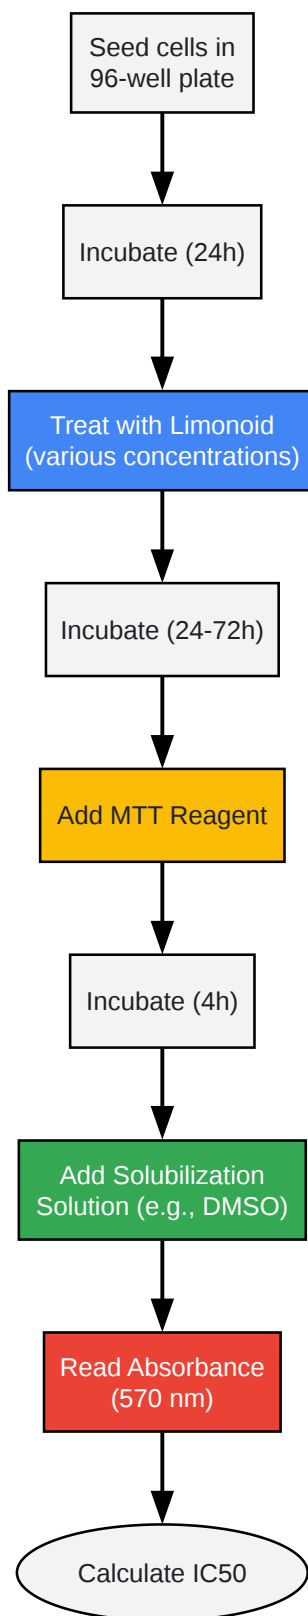 Seed cells in
96-well plate
Incubate (24h)
Treat with Limonoid
(various concentrations)
Incubate (24-72h)
Add MTT Reagent
Incubate (4h)
Add Solubilization
Solution (e.g., DMSO)
Read Absorbance
(570 nm)
Calculate IC50